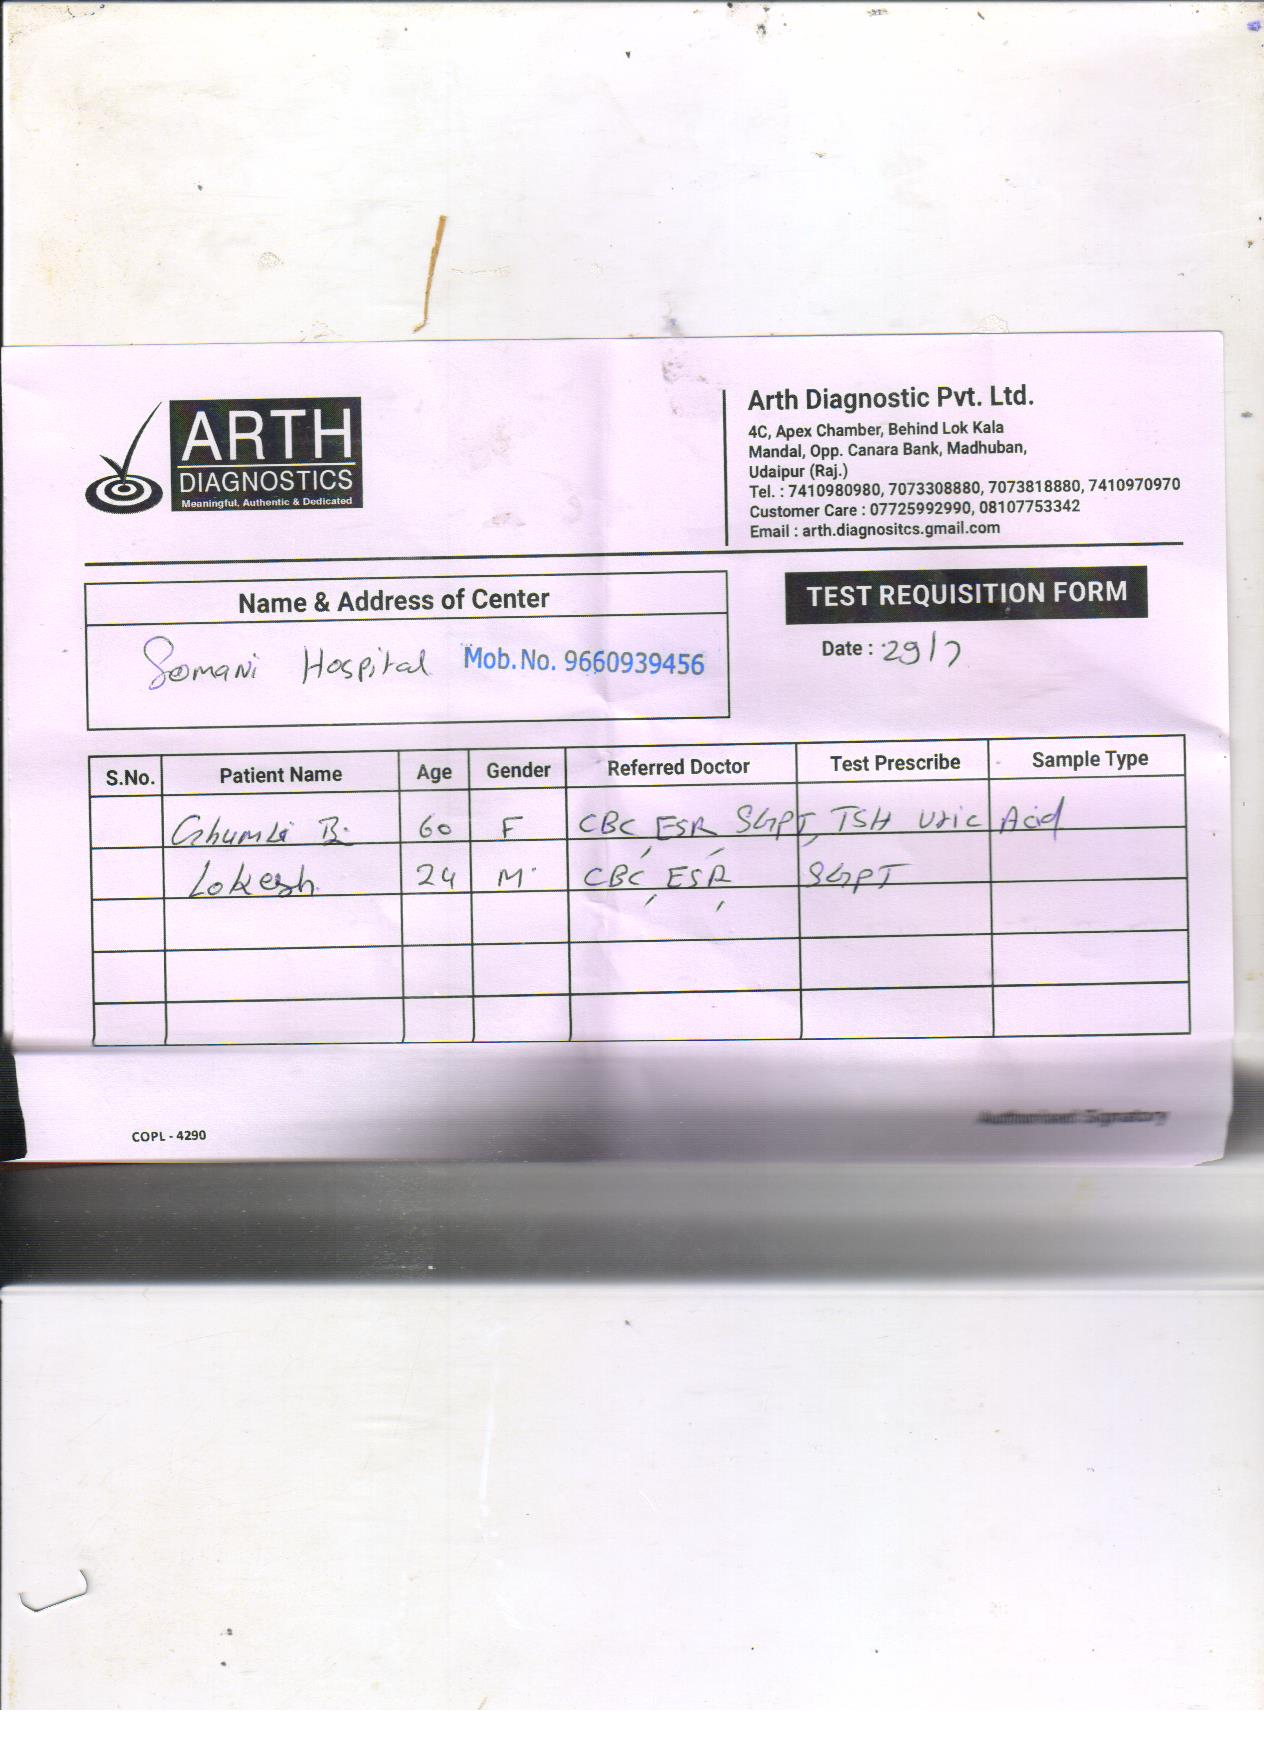 ARTH
DIAGNOSTICS
Meaningful, Authentic & Dedicated
Arth Diagnostic Pvt. Ltd.
4C, Apex Chamber, Behind Lok Kala
Mandal, Opp. Canara Bank, Madhuban,
Udaipur (Raj.)
Tel. : 7410980980, 7073308880, 7073818880, 7410970970
Customer Care : 07725992990, 08107753342
Email : arth.diagnositcs.gmail.com
Name & Address of Center
Somani Hospital Mob.No. 9660939456
TEST REQUISITION FORM
Date : 29/7
S.No. Patient Name Age Gender Referred Doctor Test Prescribe Sample Type
Ghumli B. 60 F CBC, ESR, SGPT, TSH Uric Acid
Lokesh 24 M CBC, ESR, SGPT
Authorised Signatory
COPL - 4290